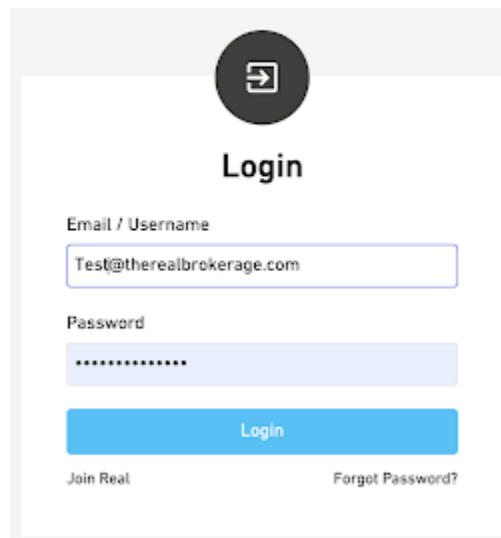 Login
Email / Username
Test@therealbrokerage.com
Password
••••••••••••••
Login
Join Real Forgot Password?